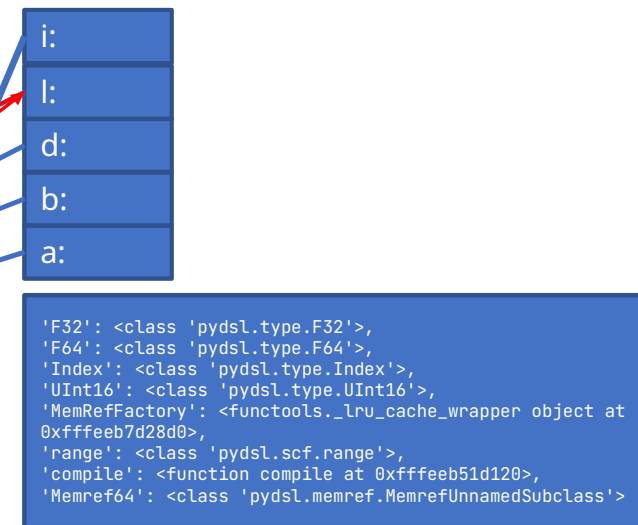 i:
l:
d:
b:
a:
'F32': <class 'pydsl.type.F32'>,
'F64': <class 'pydsl.type.F64'>,
'Index': <class 'pydsl.type.Index'>,
'UInt16': <class 'pydsl.type.UInt16'>,
'MemRefFactory': <functools._lru_cache_wrapper object at
0xfffeeb7d28d0>,
'range': <class 'pydsl.scf.range'>,
'compile': <function compile at 0xfffeeb51d120>,
'Memref64': <class 'pydsl.memref.MemrefUnnamedSubclass'>